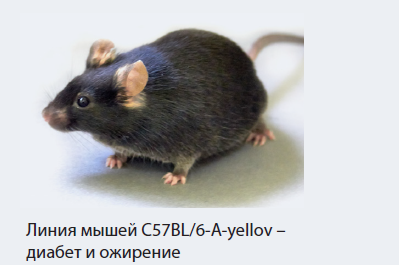 Линия мышей C57BL/6-A-yellov –
диабет и ожирение